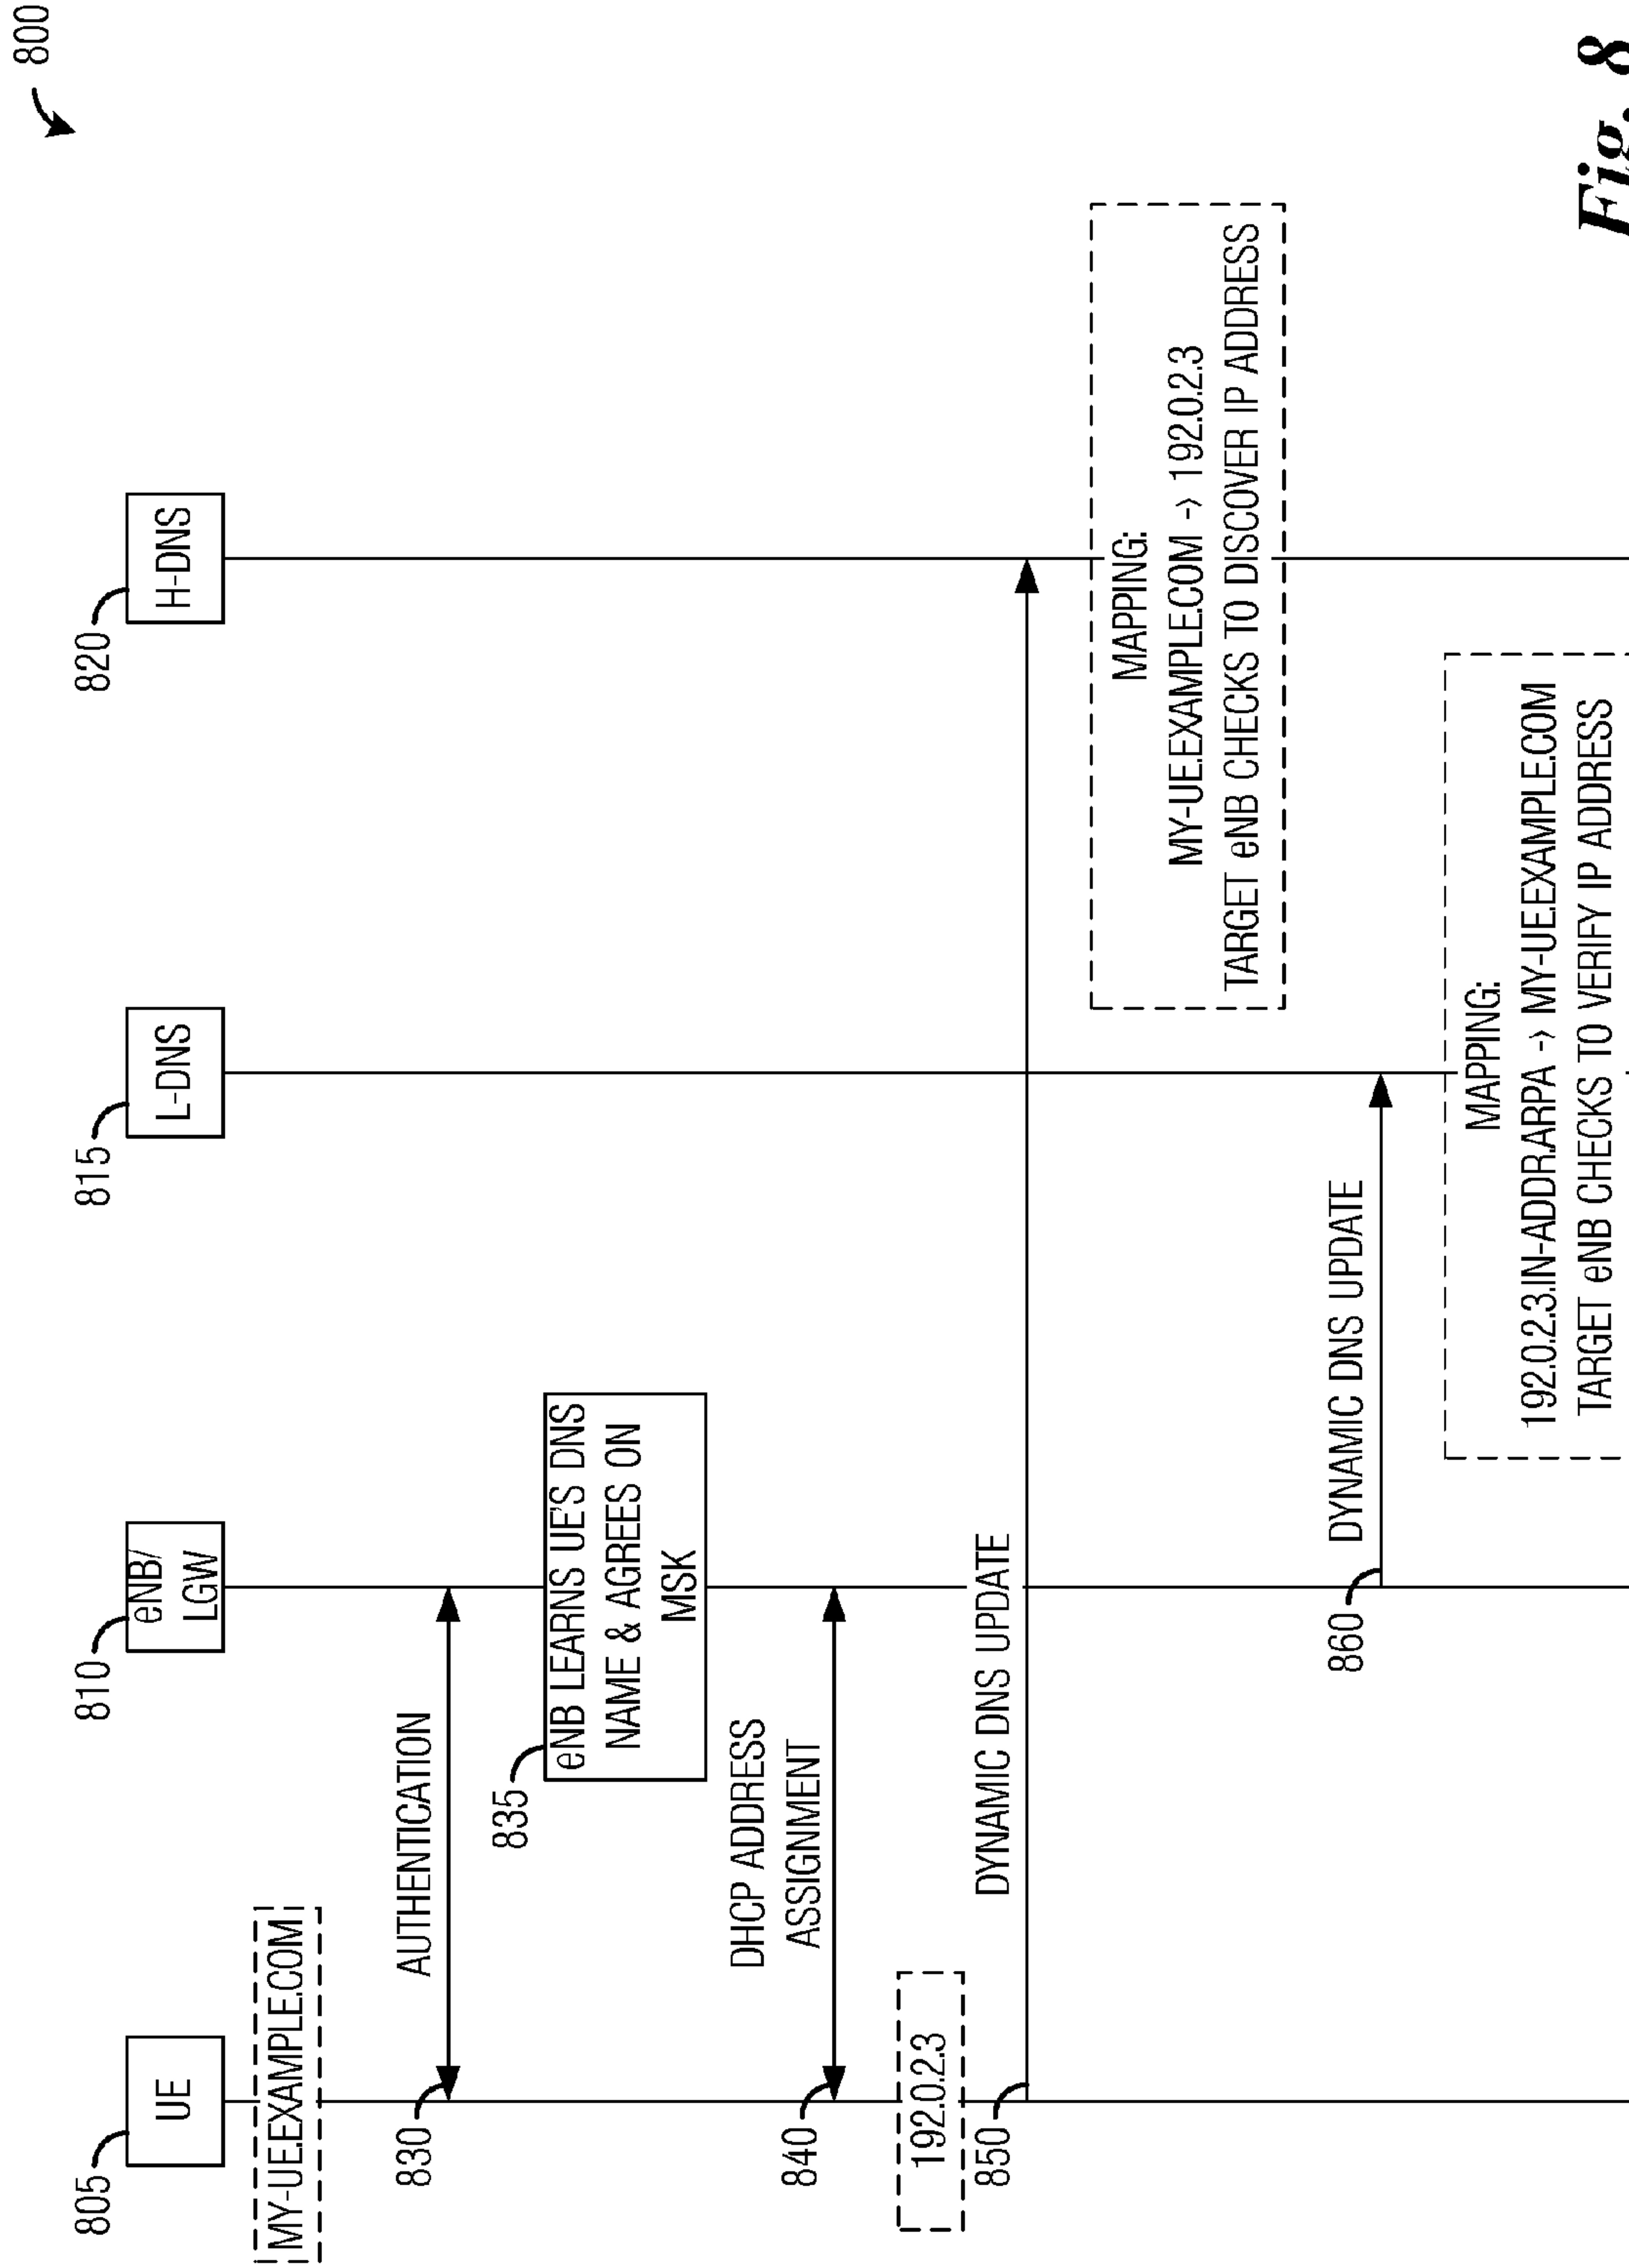 800
805
810
815
820
UE
eNB/
LGW
L-DNS
H-DNS
MY-UE.EXAMPLE.COM
830
AUTHENTICATION
835
eNB LEARNS UE'S DNS
NAME & AGREES ON
MSK
840
DHCP ADDRESS
ASSIGNMENT
192.0.2.3
850
DYNAMIC DNS UPDATE
MAPPING:
MY-UE.EXAMPLE.COM -> 192.0.2.3
TARGET eNB CHECKS TO DISCOVER IP ADDRESS
860
DYNAMIC DNS UPDATE
MAPPING:
192.0.2.3.IN-ADDR.ARPA -> MY-UE.EXAMPLE.COM
TARGET eNB CHECKS TO VERIFY IP ADDRESS
Fig. 8